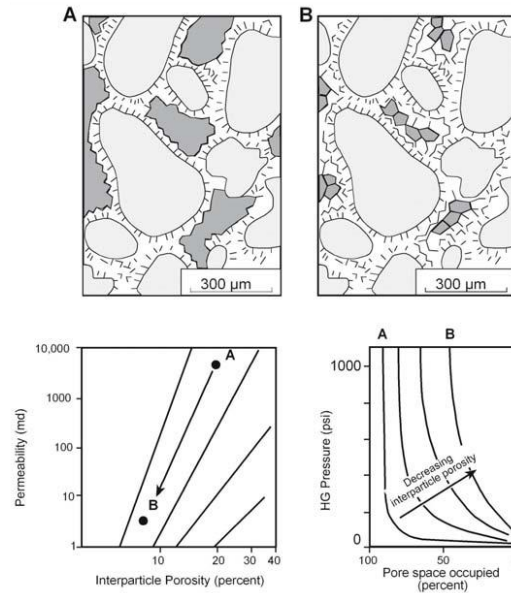 A
B
300 µm
300 µm
10,000
1000
100
10
1
Permeability (md)
A
B
10
20
30
40
Interparticle Porosity (percent)
A
B
1000
0
HG Pressure (psi)
Decreasing
interparticle porosity
100
50
0
Pore space occupied
(percent)